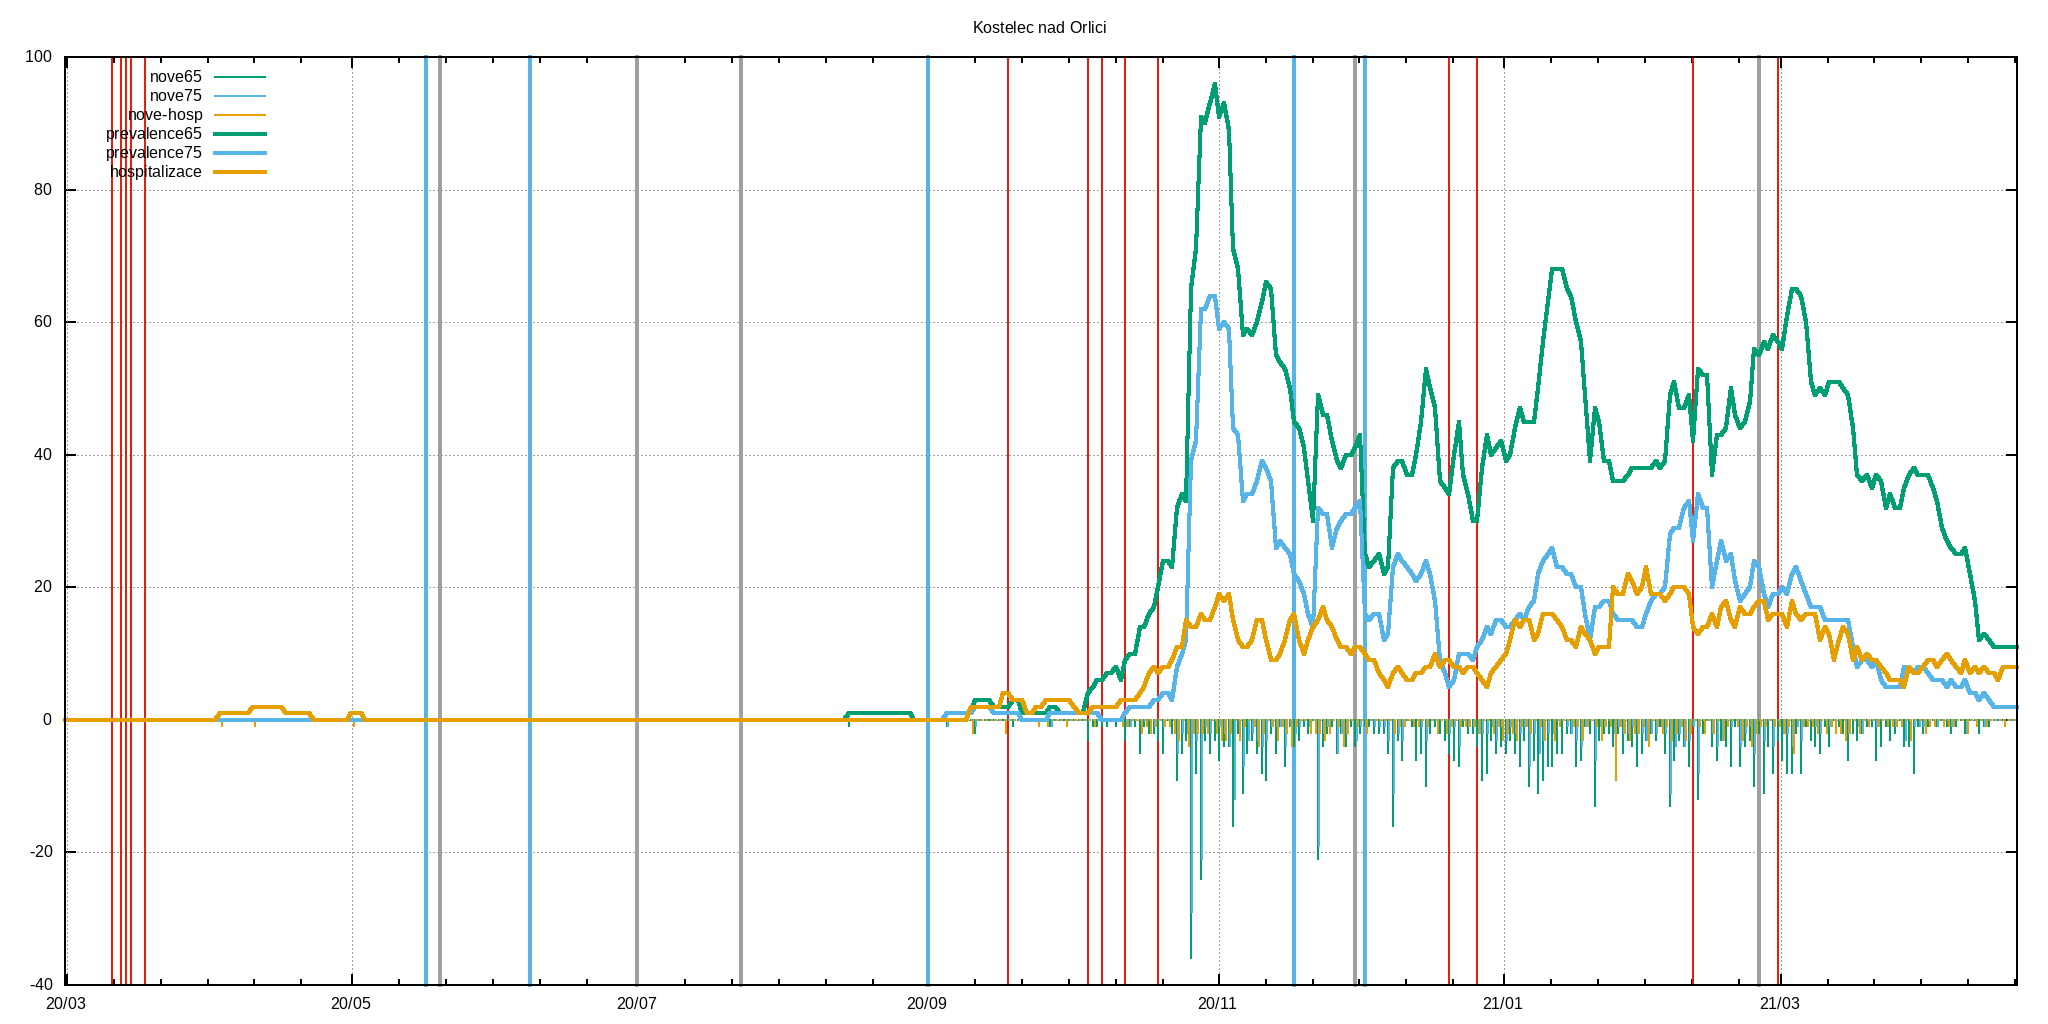 Kostelec nad Orlici
100
nove65
nove75
nove-hosp
prevalence65
prevalence75
hospitalizace
80
60
40
20
0
-20
-40
20/03 20/05 20/07 20/09 20/11 21/01 21/03